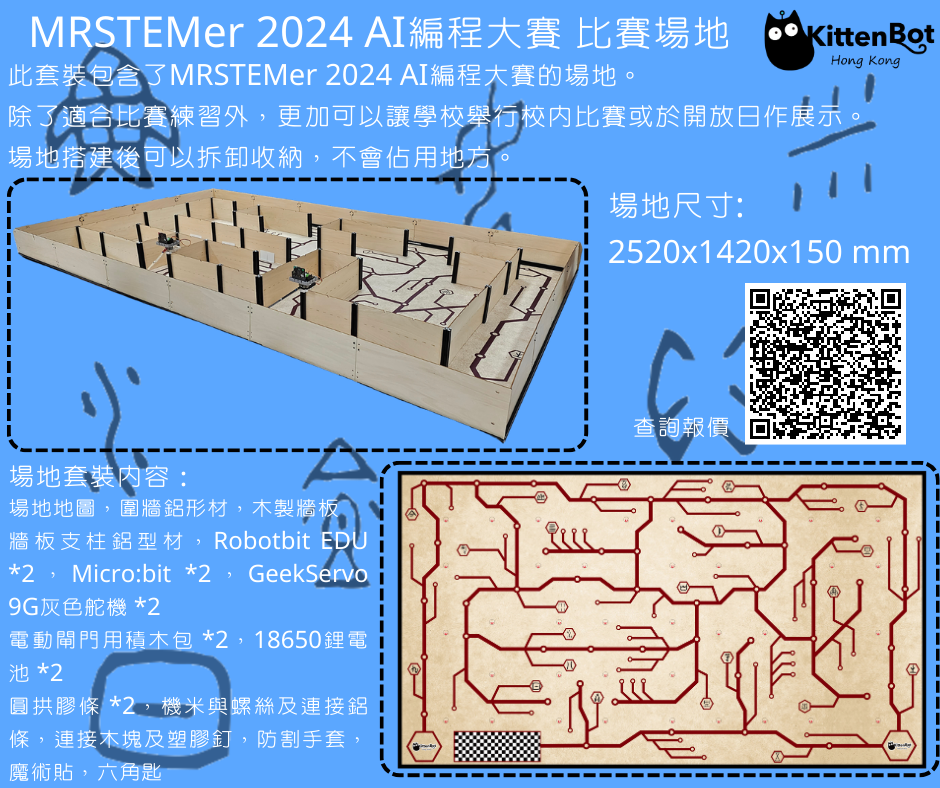 MRSTEMer 2024 AI編程大賽 比賽場地
KittenBot
Hong Kong
此套裝包含了MRSTEMer 2024 AI編程大賽的場地。
除了適合比賽練習外，更加可以讓學校舉行校內比賽或於開放日作展示。
場地搭建後可以拆卸收納，不會佔用地方。
場地尺寸:
2520x1420x150 mm
查詢報價
場地套裝內容：
場地地圖，圍牆鋁形材，木製牆板
牆板支柱鋁型材，Robotbit EDU
*2，Micro:bit *2，GeekServo
9G灰色舵機 *2
電動閘門用積木包 *2，18650鋰電
池 *2
圓拱膠條 *2，機米與螺絲及連接鋁
條，連接木塊及塑膠釘，防割手套，
魔術貼，六角匙
KittenBot
KittenBot